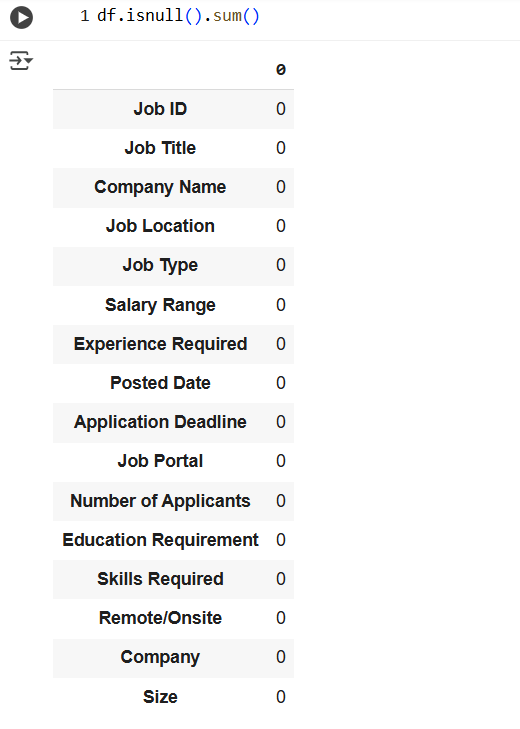 1 df.isnull().sum()
0
Job ID 0
Job Title 0
Company Name 0
Job Location 0
Job Type 0
Salary Range 0
Experience Required 0
Posted Date 0
Application Deadline 0
Job Portal 0
Number of Applicants 0
Education Requirement 0
Skills Required 0
Remote/Onsite 0
Company 0
Size 0